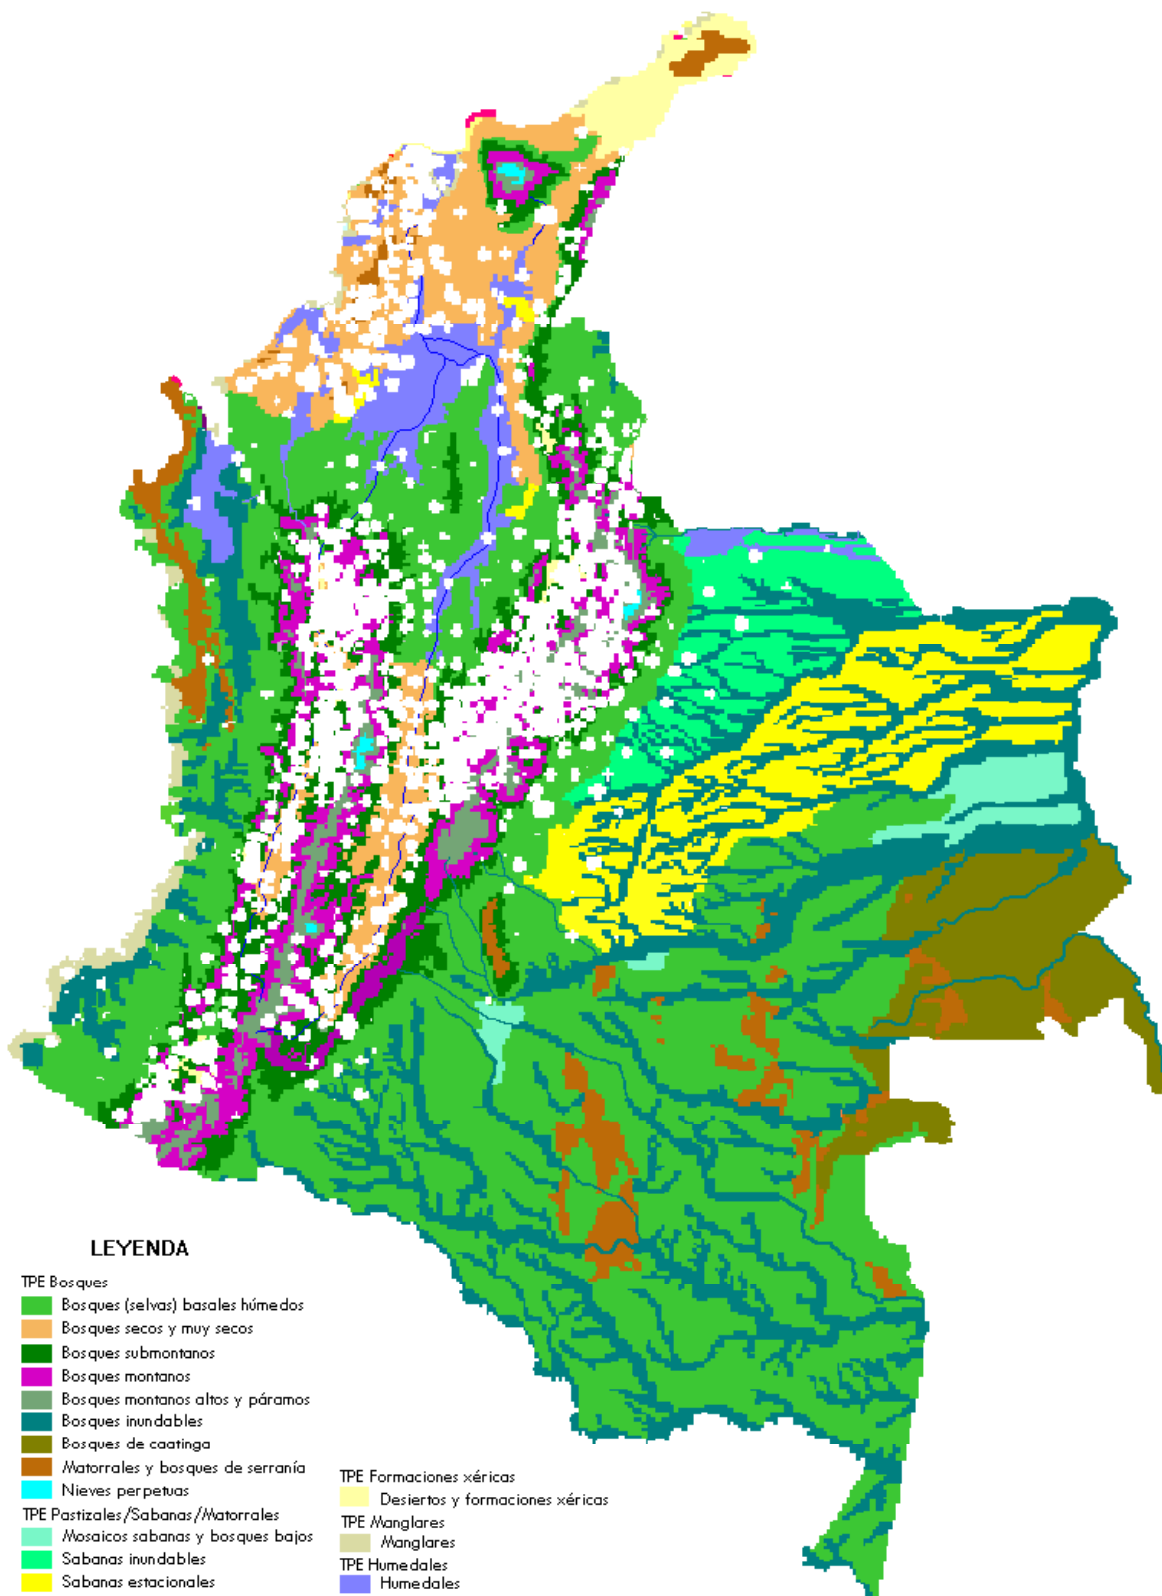 LEYENDA
TPE Bosques
Bosques (selvas) basales húmedos
Bosques secos y muy secos
Bosques submontanos
Bosques montanos
Bosques montanos altos y páramos
Bosques inundables
Bosques de caatinga
Matorrales y bosques de serranía
Nieves perpetuas
TPE Pastizales/Sabanas/Matorrales
Mosaicos sabanas y bosques bajos
Sabanas inundables
Sabanas estacionales
TPE Formaciones xéricas
Desiertos y formaciones xéricas
TPE Manglares
Manglares
TPE Humedales
Humedales